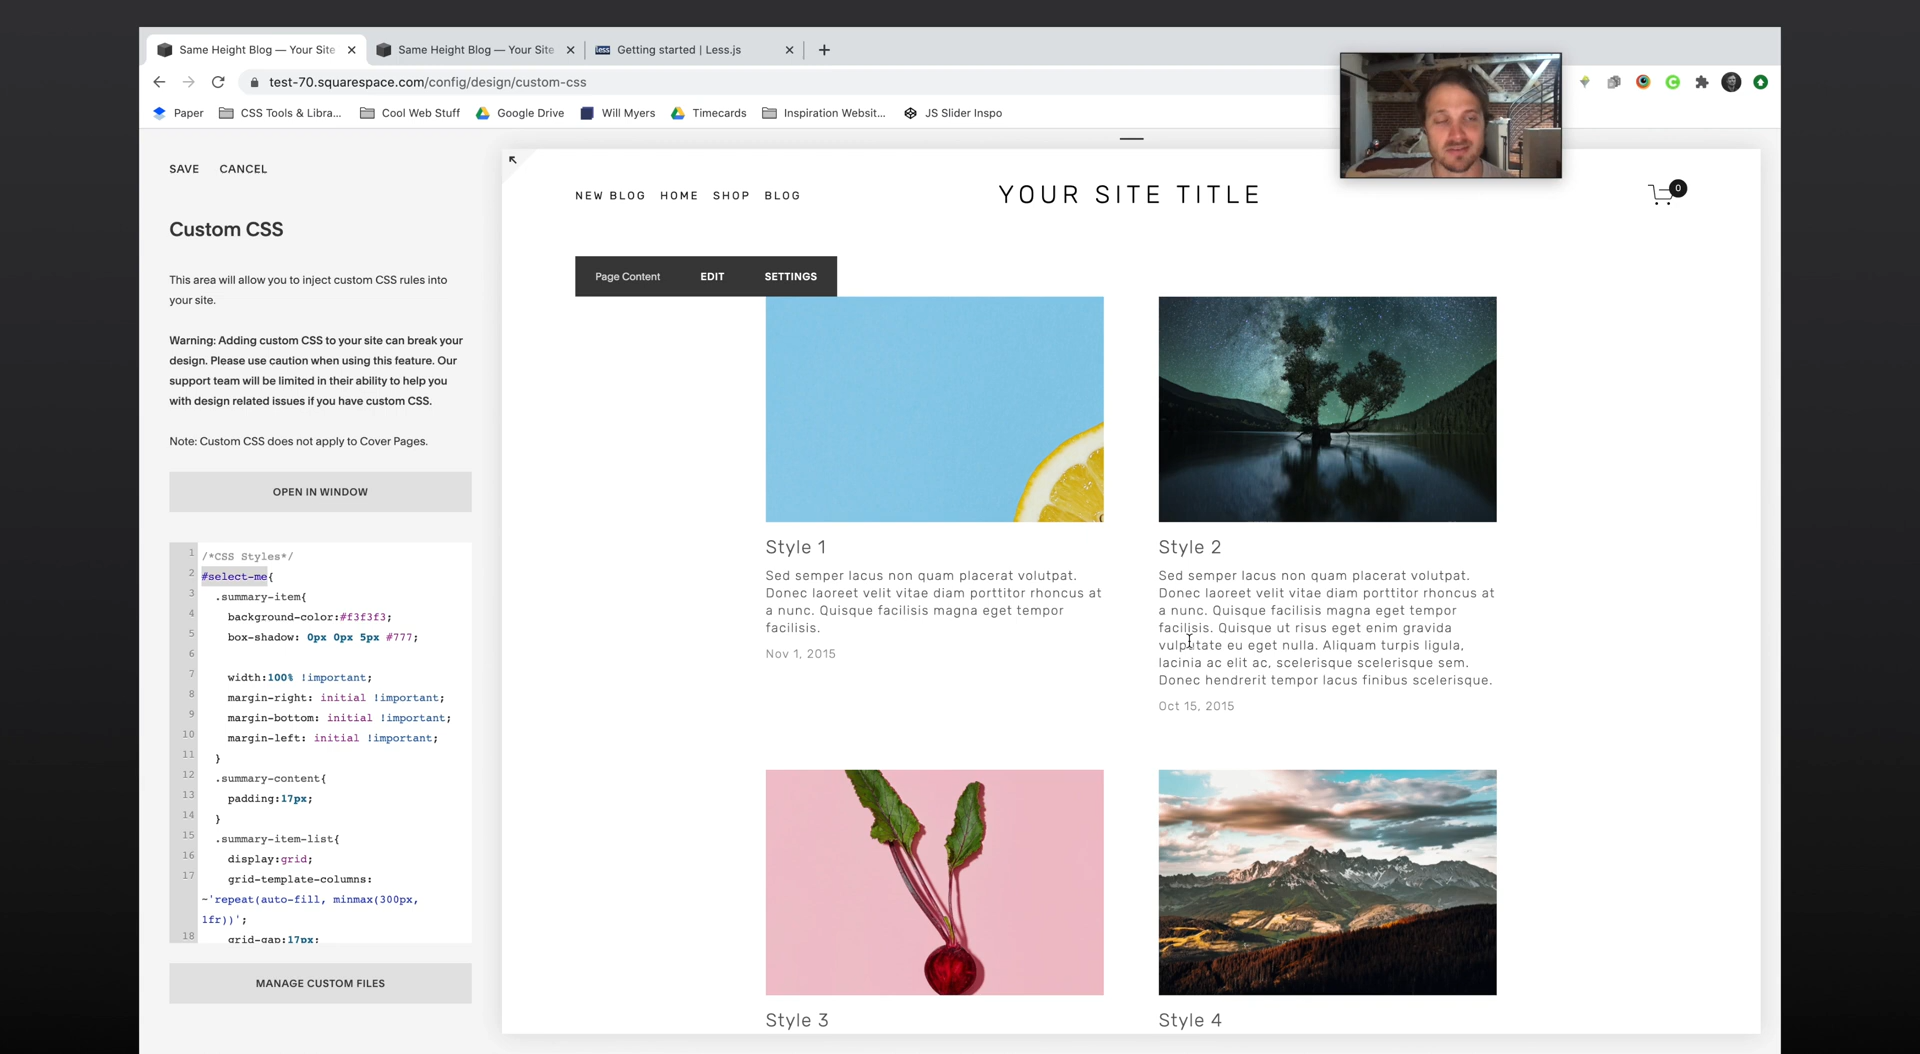 Same Height Blog — Your Site
Same Height Blog — Your Site
less
Getting started | Less.js
test-70.squarespace.com/config/design/custom-css
Paper
CSS Tools & Libra...
Cool Web Stuff
Google Drive
Will Myers
Timecards
Inspiration Websit...
JS Slider Inspo
SAVE
CANCEL
Custom CSS
This area will allow you to inject custom CSS rules into
your site.
Warning: Adding custom CSS to your site can break your
design. Please use caution when using this feature. Our
support team will be limited in their ability to help you
with design related issues if you have custom CSS.
Note: Custom CSS does not apply to Cover Pages.
OPEN IN WINDOW
1 /*CSS Styles*/
2 #select-me{
3 .summary-item{
4 background-color:#f3f3f3;
5 box-shadow: 0px 0px 5px #777;
6
7 width:100% !important;
8 margin-right: initial !important;
9 margin-bottom: initial !important;
10 margin-left: initial !important;
11 }
12 .summary-content{
13 padding:17px;
14 }
15 .summary-item-list{
16 display:grid;
17 grid-template-columns:
~'repeat(auto-fill, minmax(300px,
1fr))';
18 grid-gap:17px;
MANAGE CUSTOM FILES
NEW BLOG HOME SHOP BLOG
YOUR SITE TITLE
0
Page Content EDIT SETTINGS
Style 1
Sed semper lacus non quam placerat volutpat.
Donec laoreet velit vitae diam porttitor rhoncus at
a nunc. Quisque facilisis magna eget tempor
facilisis.
Nov 1, 2015
Style 2
Sed semper lacus non quam placerat volutpat.
Donec laoreet velit vitae diam porttitor rhoncus at
a nunc. Quisque facilisis magna eget tempor
facilisis. Quisque ut risus eget enim gravida
vulputate eu eget nulla. Aliquam turpis ligula,
lacinia ac elit ac, scelerisque scelerisque sem.
Donec hendrerit tempor lacus finibus scelerisque.
Oct 15, 2015
Style 3
Style 4